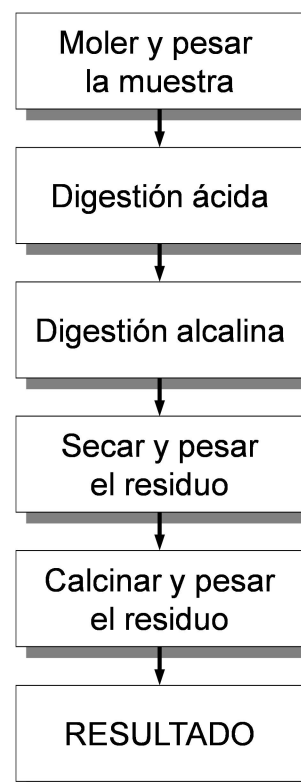 Moler y pesar
la muestra
Digestión ácida
Digestión alcalina
Secar y pesar
el residuo
Calcinar y pesar
el residuo
RESULTADO